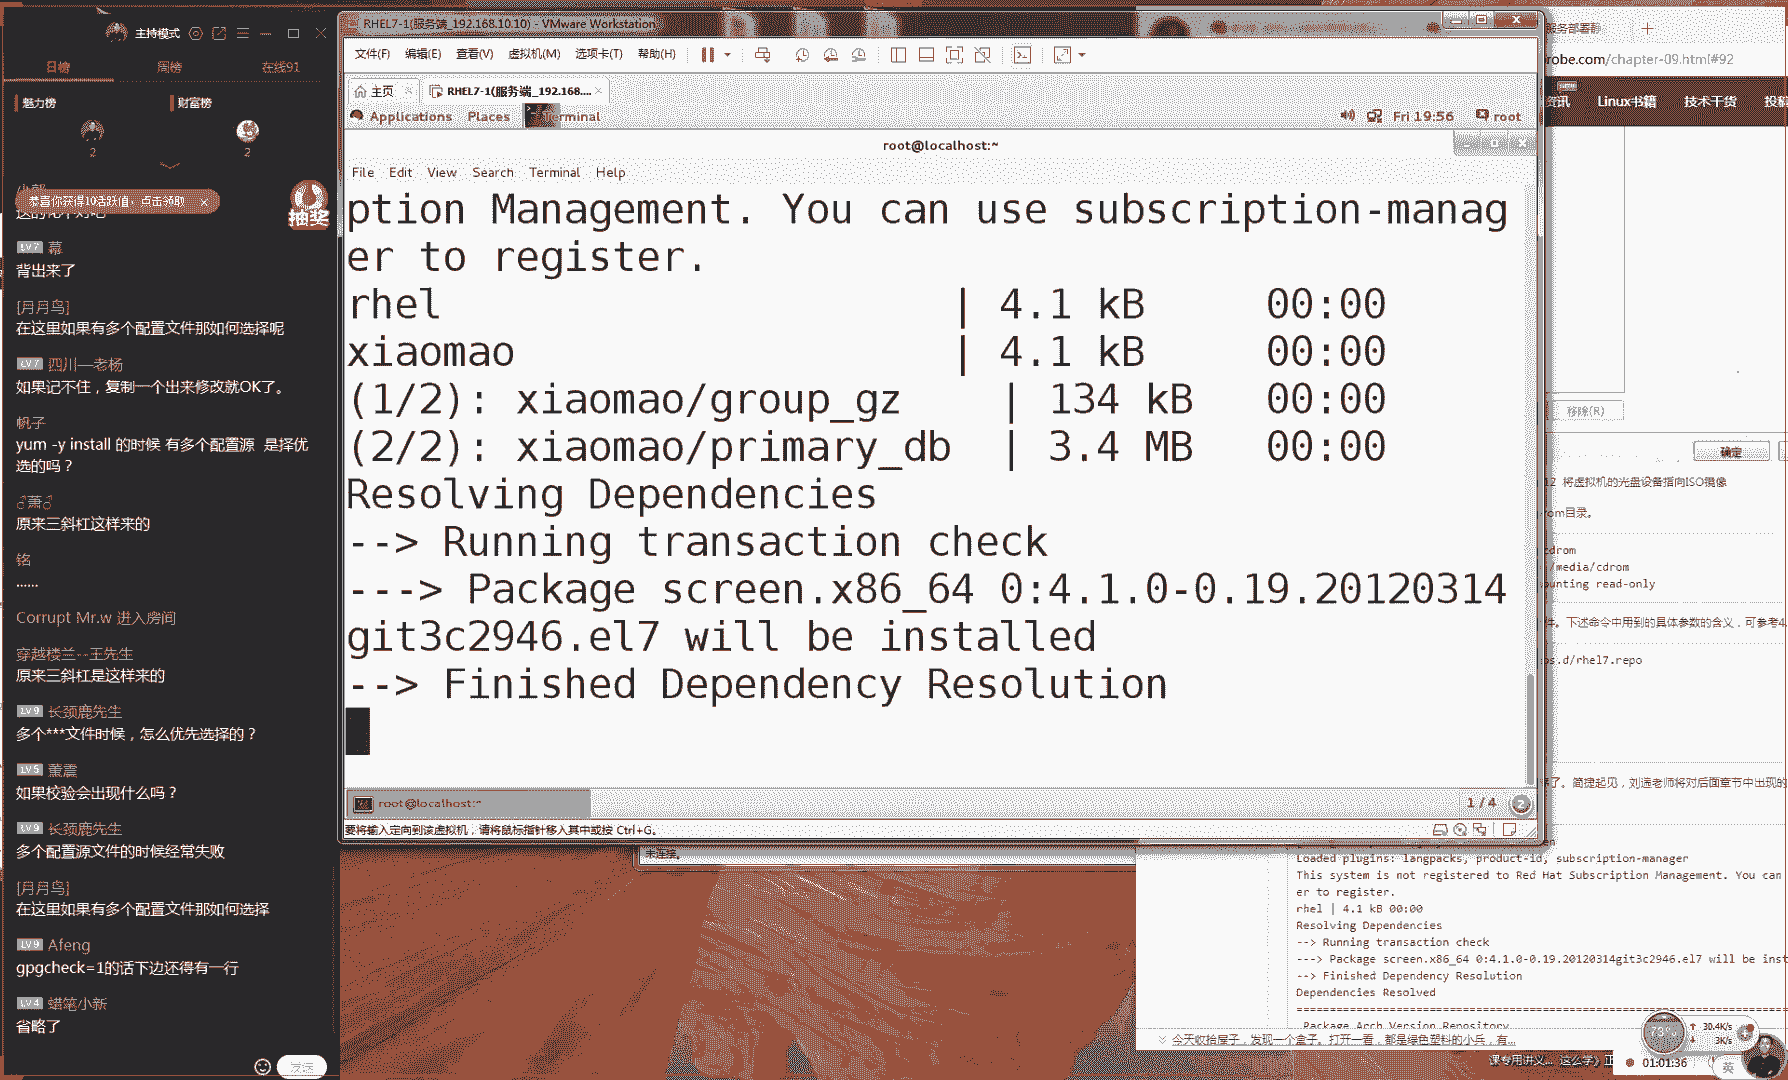 主持模式
日榜 周榜 在线91
魅力榜 财富榜
2 2
恭喜你获得10活跃值，点击领取
抽奖
LV7 幕
背出来了
[月月鸟]
在这里如果有多个配置文件那如何选择呢
LV7 四川—老杨
如果记不住，复制一个出来修改就OK了。
帆子
yum -y install 的时候 有多个配置源 是择优
选的吗？
♂萧♂
原来三斜杠这样来的
铭
......
Corrupt Mr.w 进入房间
穿越楼兰--王先生
原来三斜杠是这样来的
LV9 长颈鹿先生
多个***文件时候，怎么优先选择的？
LV5 董震
如果校验会出现什么吗？
LV9 长颈鹿先生
多个配置源文件的时候经常失败
[月月鸟]
在这里如果有多个配置文件那如何选择
LV9 Afeng
gpgcheck=1的话下边还得有一行
LV4 蜡笔小新
省略了
发送
RHEL7-1(服务端_192.168.10.10) - VMware Workstation
文件(F) 编辑(E) 查看(V) 虚拟机(M) 选项卡(T) 帮助(H)
主页 RHEL7-1(服务端_192.168....
Applications Places Terminal Fri 19:56 root
root@localhost:~
File Edit View Search Terminal Help
ption Management. You can use subscription-manag
er to register.
rhel | 4.1 kB 00:00
xiaomao | 4.1 kB 00:00
(1/2): xiaomao/group_gz | 134 kB 00:00
(2/2): xiaomao/primary_db | 3.4 MB 00:00
Resolving Dependencies
--> Running transaction check
---> Package screen.x86_64 0:4.1.0-0.19.20120314
git3c2946.el7 will be installed
--> Finished Dependency Resolution
root@localhost:~ 1 / 4 2
要将输入定向到该虚拟机，请将鼠标指针移入其中或按 Ctrl+G。
未连接。
服务部署静
probe.com/chapter-09.html#92
资讯 Linux书籍 技术干货 投稿
移除(R)
确定
12 将虚拟机的光盘设备指向ISO镜像
rom目录。
cdrom
/media/cdrom
ounting read-only
件。下述命令中用到的具体参数的含义，可参考4.
os.d/rhel7.repo
了。简捷起见，刘遄老师将对后面章节中出现的
Loaded plugins: langpacks, product-id, subscription-manager
This system is not registered to Red Hat Subscription Management. You can
er to register.
rhel | 4.1 kB 00:00
Resolving Dependencies
--> Running transaction check
---> Package screen.x86_64 0:4.1.0-0.19.20120314git3c2946.el7 will be inst
--> Finished Dependency Resolution
Dependencies Resolved
Package Arch Version Repository
今天收拾屋子，发现一个盒子。打开一看，都是绿色塑料的小兵，有...
73% 30.4K/s
3K/s
课专用讲义... 这么学》正
01:01:36
英